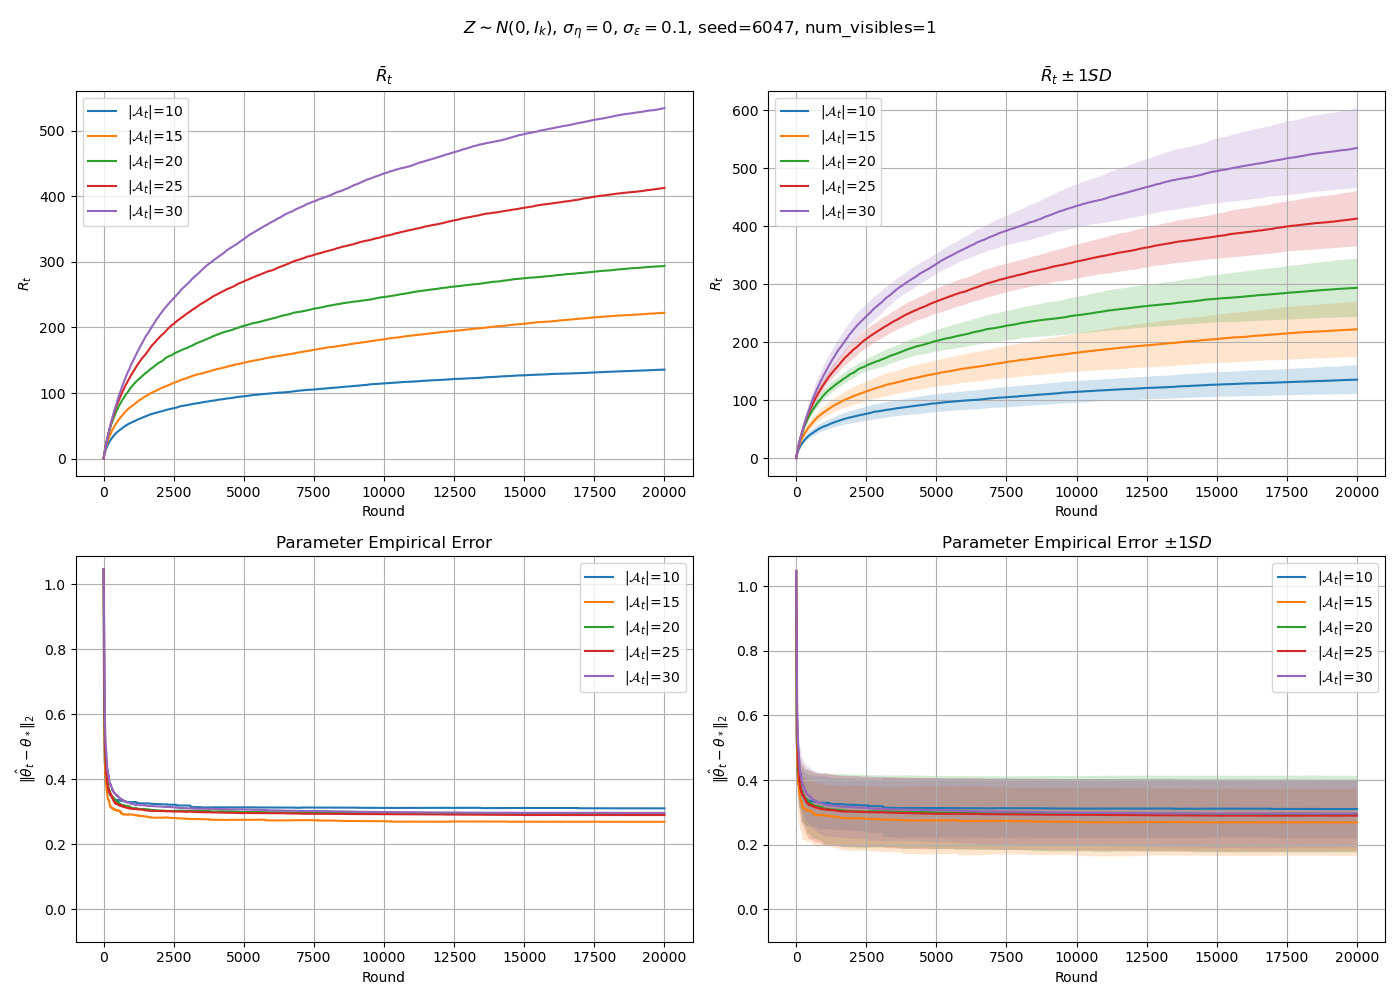 Z ∼ N(0, I_k), σ_η = 0, σ_ε = 0.1, seed=6047, num_visibles=1
R̄_t
R_t
500
400
300
200
100
0
|𝒜_t|=10
|𝒜_t|=15
|𝒜_t|=20
|𝒜_t|=25
|𝒜_t|=30
0 2500 5000 7500 10000 12500 15000 17500 20000
Round
R̄_t ± 1SD
R_t
600
500
400
300
200
100
0
|𝒜_t|=10
|𝒜_t|=15
|𝒜_t|=20
|𝒜_t|=25
|𝒜_t|=30
0 2500 5000 7500 10000 12500 15000 17500 20000
Round
Parameter Empirical Error
‖θ̂_t − θ_*‖_2
1.0
0.8
0.6
0.4
0.2
0.0
|𝒜_t|=10
|𝒜_t|=15
|𝒜_t|=20
|𝒜_t|=25
|𝒜_t|=30
0 2500 5000 7500 10000 12500 15000 17500 20000
Round
Parameter Empirical Error ±1SD
‖θ̂_t − θ_*‖_2
1.0
0.8
0.6
0.4
0.2
0.0
|𝒜_t|=10
|𝒜_t|=15
|𝒜_t|=20
|𝒜_t|=25
|𝒜_t|=30
0 2500 5000 7500 10000 12500 15000 17500 20000
Round